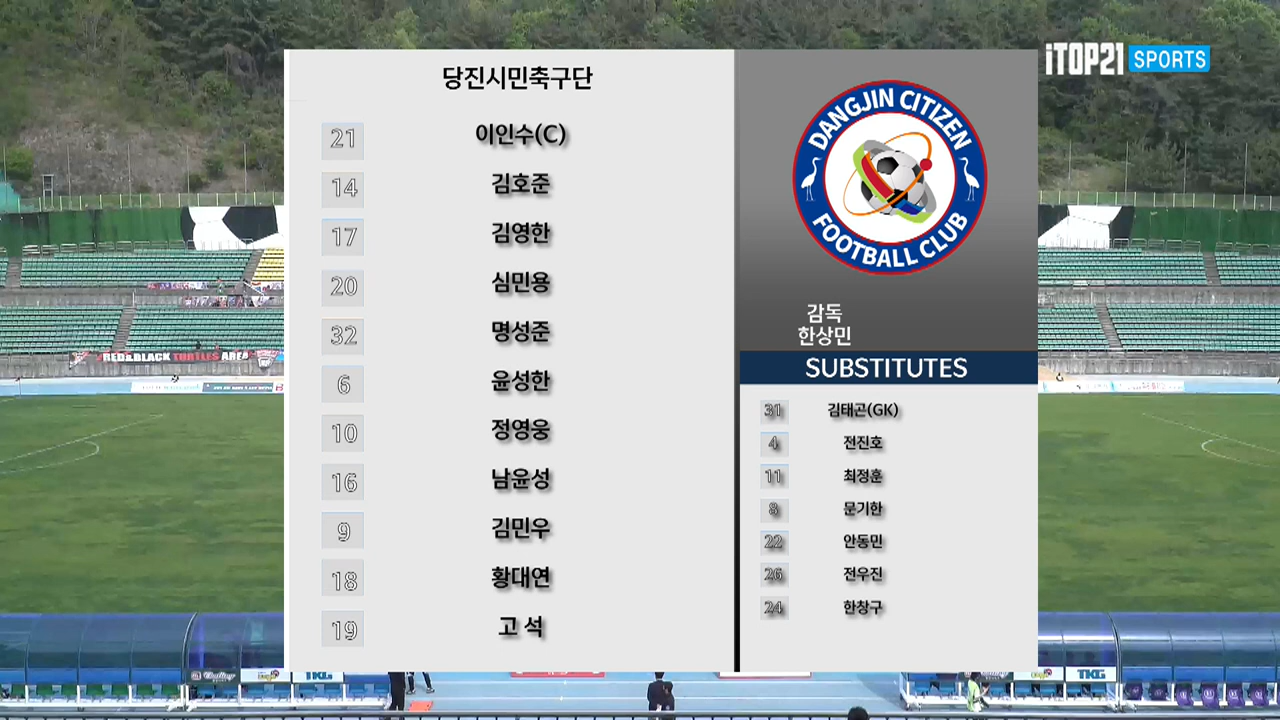 iTOP21 SPORTS
당진시민축구단
21 이인수(C)
14 김호준
17 김영한
20 심민용
32 명성준
6 윤성한
10 정영웅
16 남윤성
9 김민우
18 황대연
19 고 석
DANGJIN CITIZEN
FOOTBALL CLUB
감독
한상민
SUBSTITUTES
31 김태곤(GK)
4 전진호
11 최정훈
8 문기한
22 안동민
26 전우진
24 한창구
RED&BLACK TURTLES AREA
TKG
TKG